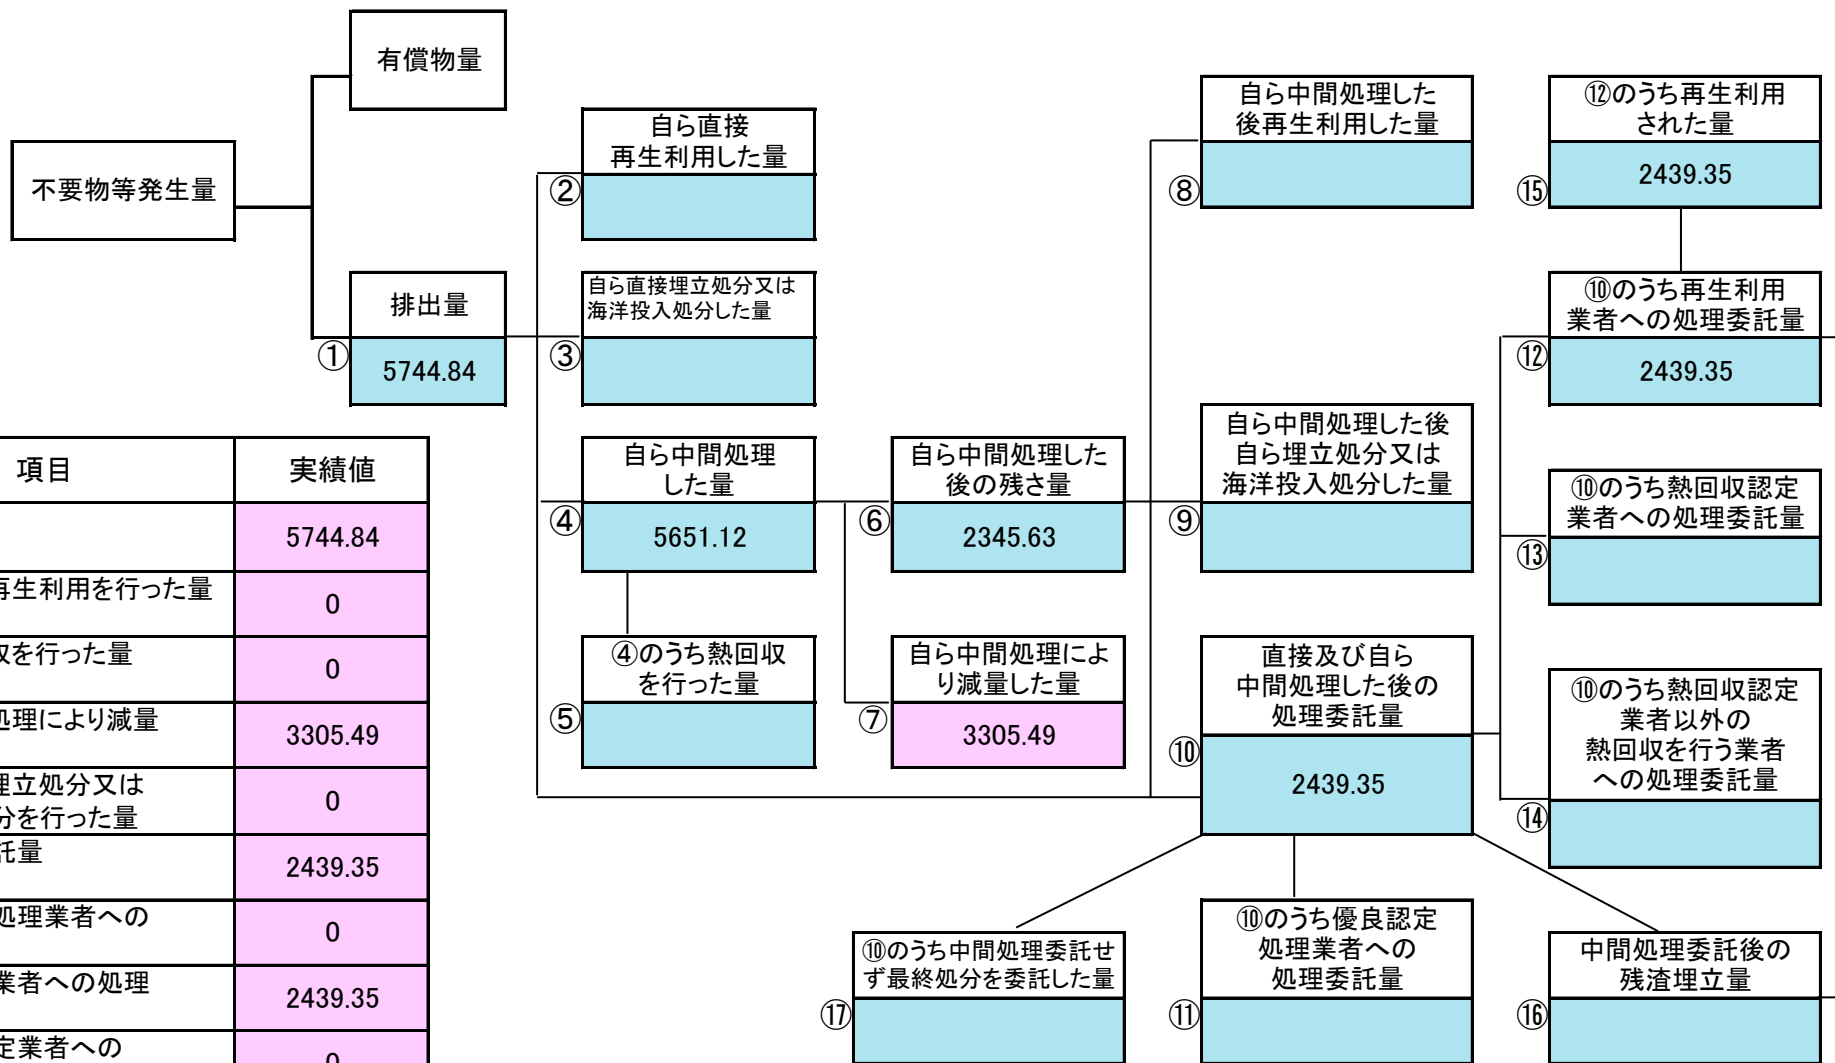 有償物量
不要物等発生量
排出量
①
5744.84
自ら直接
再生利用した量
②
自ら直接埋立処分又は
海洋投入処分した量
③
自ら中間処理
した量
④
5651.12
④のうち熱回収
を行った量
⑤
自ら中間処理した
後の残さ量
⑥
2345.63
自ら中間処理によ
り減量した量
⑦
3305.49
自ら中間処理した
後再生利用した量
⑧
自ら中間処理した後
自ら埋立処分又は
海洋投入処分した量
⑨
直接及び自ら
中間処理した後の
処理委託量
⑩
2439.35
⑫のうち再生利用
された量
⑮
2439.35
⑩のうち再生利用
業者への処理委託量
⑫
2439.35
⑩のうち熱回収認定
業者への処理委託量
⑬
⑩のうち熱回収認定
業者以外の
熱回収を行う業者
への処理委託量
⑭
⑩のうち中間処理委託せ
ず最終処分を委託した量
⑰
⑩のうち優良認定
処理業者への
処理委託量
⑪
中間処理委託後の
残渣埋立量
⑯
項目
実績値
5744.84
再生利用を行った量
0
収を行った量
0
処理により減量
3305.49
埋立処分又は
分を行った量
0
託量
2439.35
処理業者への
0
業者への処理
2439.35
定業者への
0